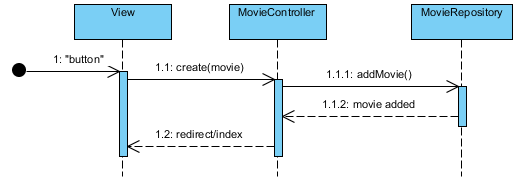 View
MovieController
MovieRepository
1: "button"
1.1: create(movie)
1.1.1: addMovie()
1.1.2: movie added
1.2: redirect/index